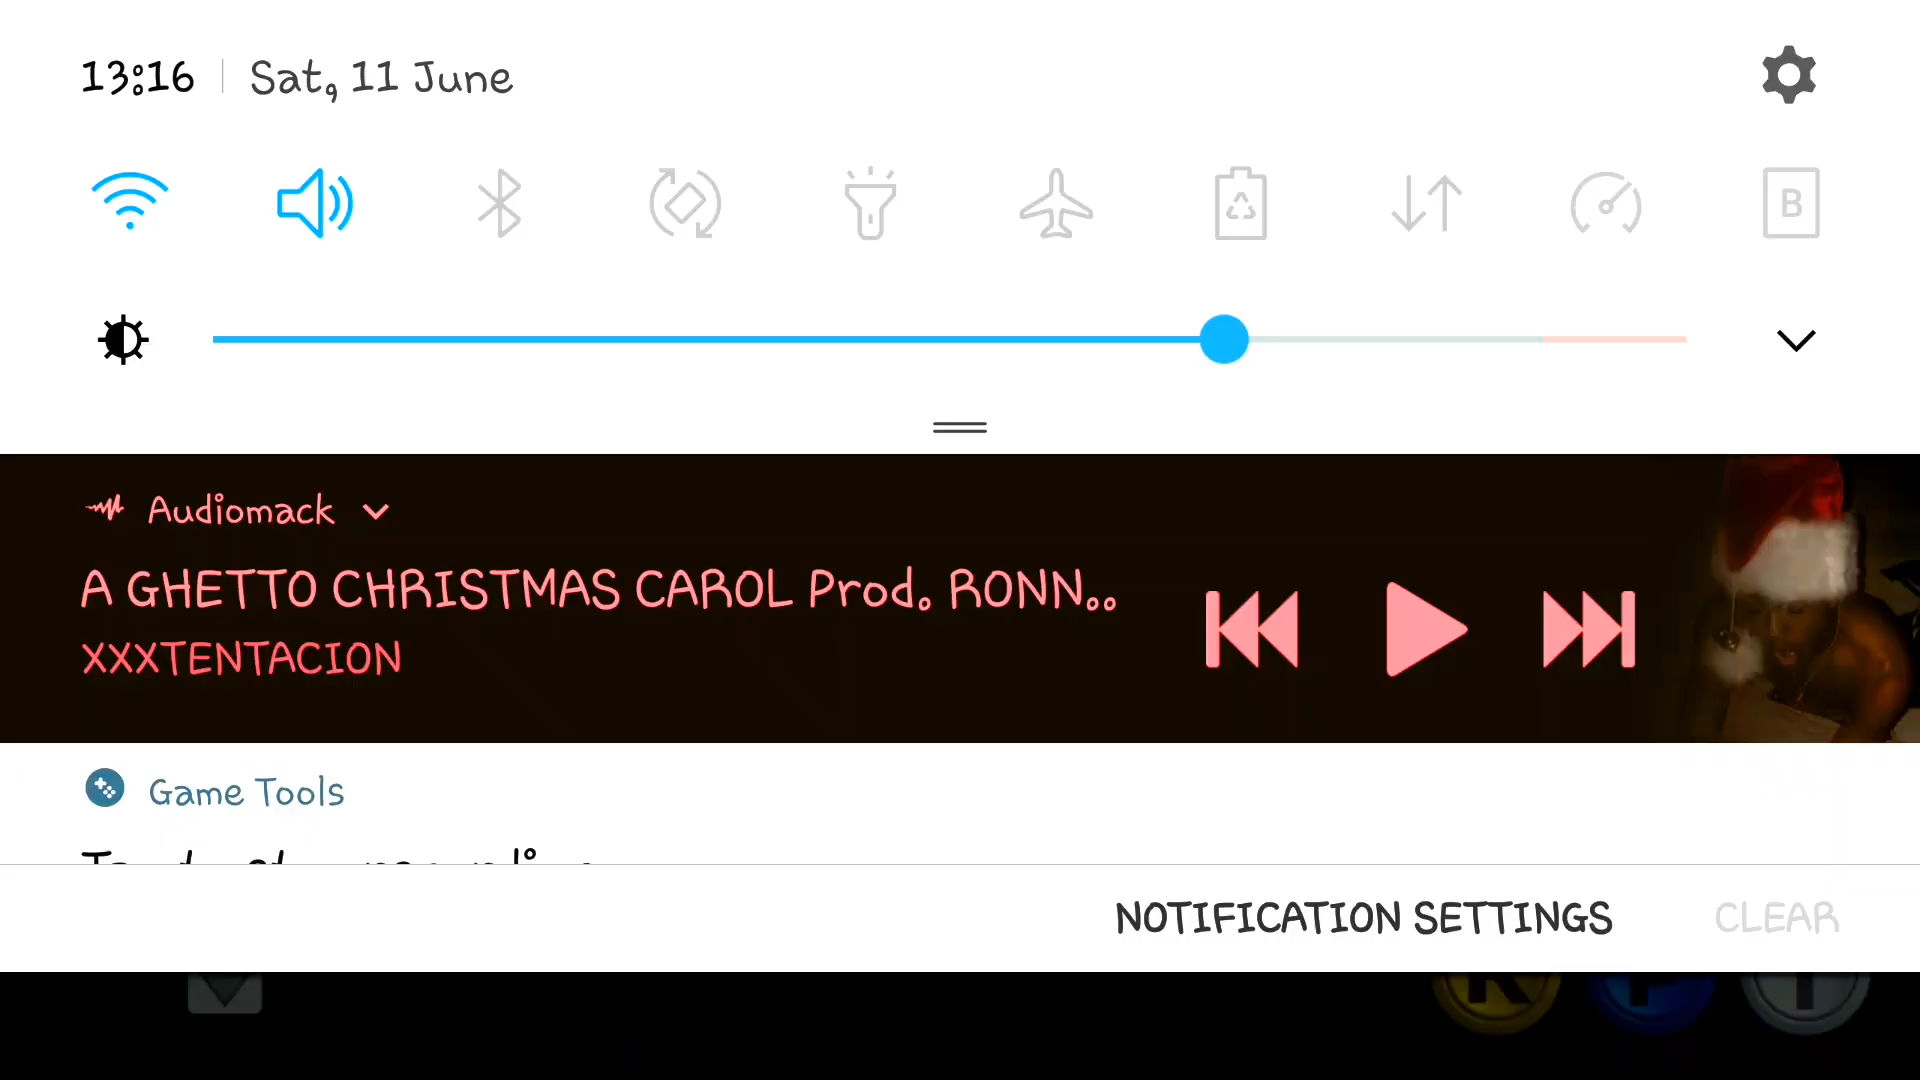 13:16 | Sat, 11 June
B
Audiomack
A GHETTO CHRISTMAS CAROL Prod. RONN..
XXXTENTACION
Game Tools
NOTIFICATION SETTINGS
CLEAR